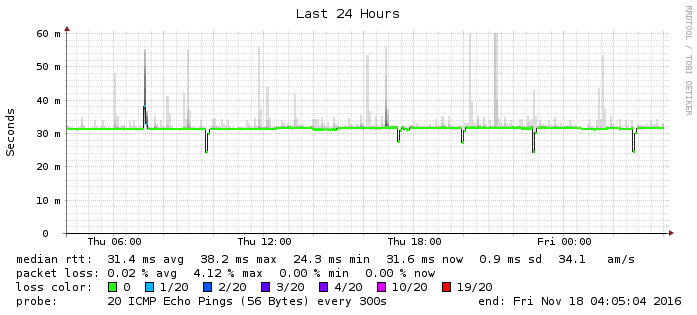 Last 24 Hours
RRDTOOL / TOBI OETIKER
Seconds
60 m
50 m
40 m
30 m
20 m
10 m
0
Thu 06:00 Thu 12:00 Thu 18:00 Fri 00:00
median rtt: 31.4 ms avg 38.2 ms max 24.3 ms min 31.6 ms now 0.9 ms sd 34.1 am/s
packet loss: 0.02 % avg 4.12 % max 0.00 % min 0.00 % now
loss color: 0 1/20 2/20 3/20 4/20 10/20 19/20
probe: 20 ICMP Echo Pings (56 Bytes) every 300s end: Fri Nov 18 04:05:04 2016